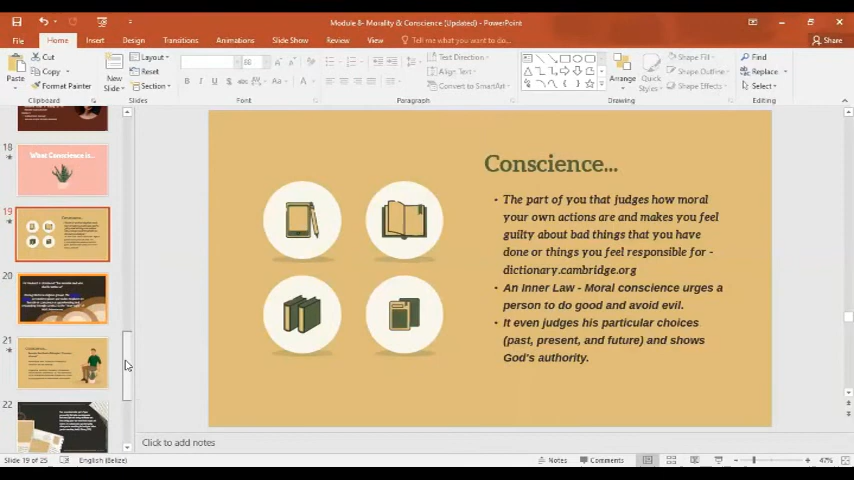 Module 8- Morality & Conscience (Updated) - PowerPoint
File Home Insert Design Transitions Animations Slide Show Review View Tell me what you want to do... Share
Paste Cut Copy Format Painter Clipboard
New Slide Layout Reset Section Slides
66 Font
Text Direction Align Text Convert to SmartArt Paragraph
Arrange Quick Styles Shape Fill Shape Outline Shape Effects Drawing
Find Replace Select Editing
18
What Conscience is...
19
20
21
22
Conscience...
• The part of you that judges how moral
your own actions are and makes you feel
guilty about bad things that you have
done or things you feel responsible for -
dictionary.cambridge.org
• An Inner Law - Moral conscience urges a
person to do good and avoid evil.
• It even judges his particular choices
(past, present, and future) and shows
God's authority.
Click to add notes
Slide 19 of 25 English (Belize) Notes Comments 47%